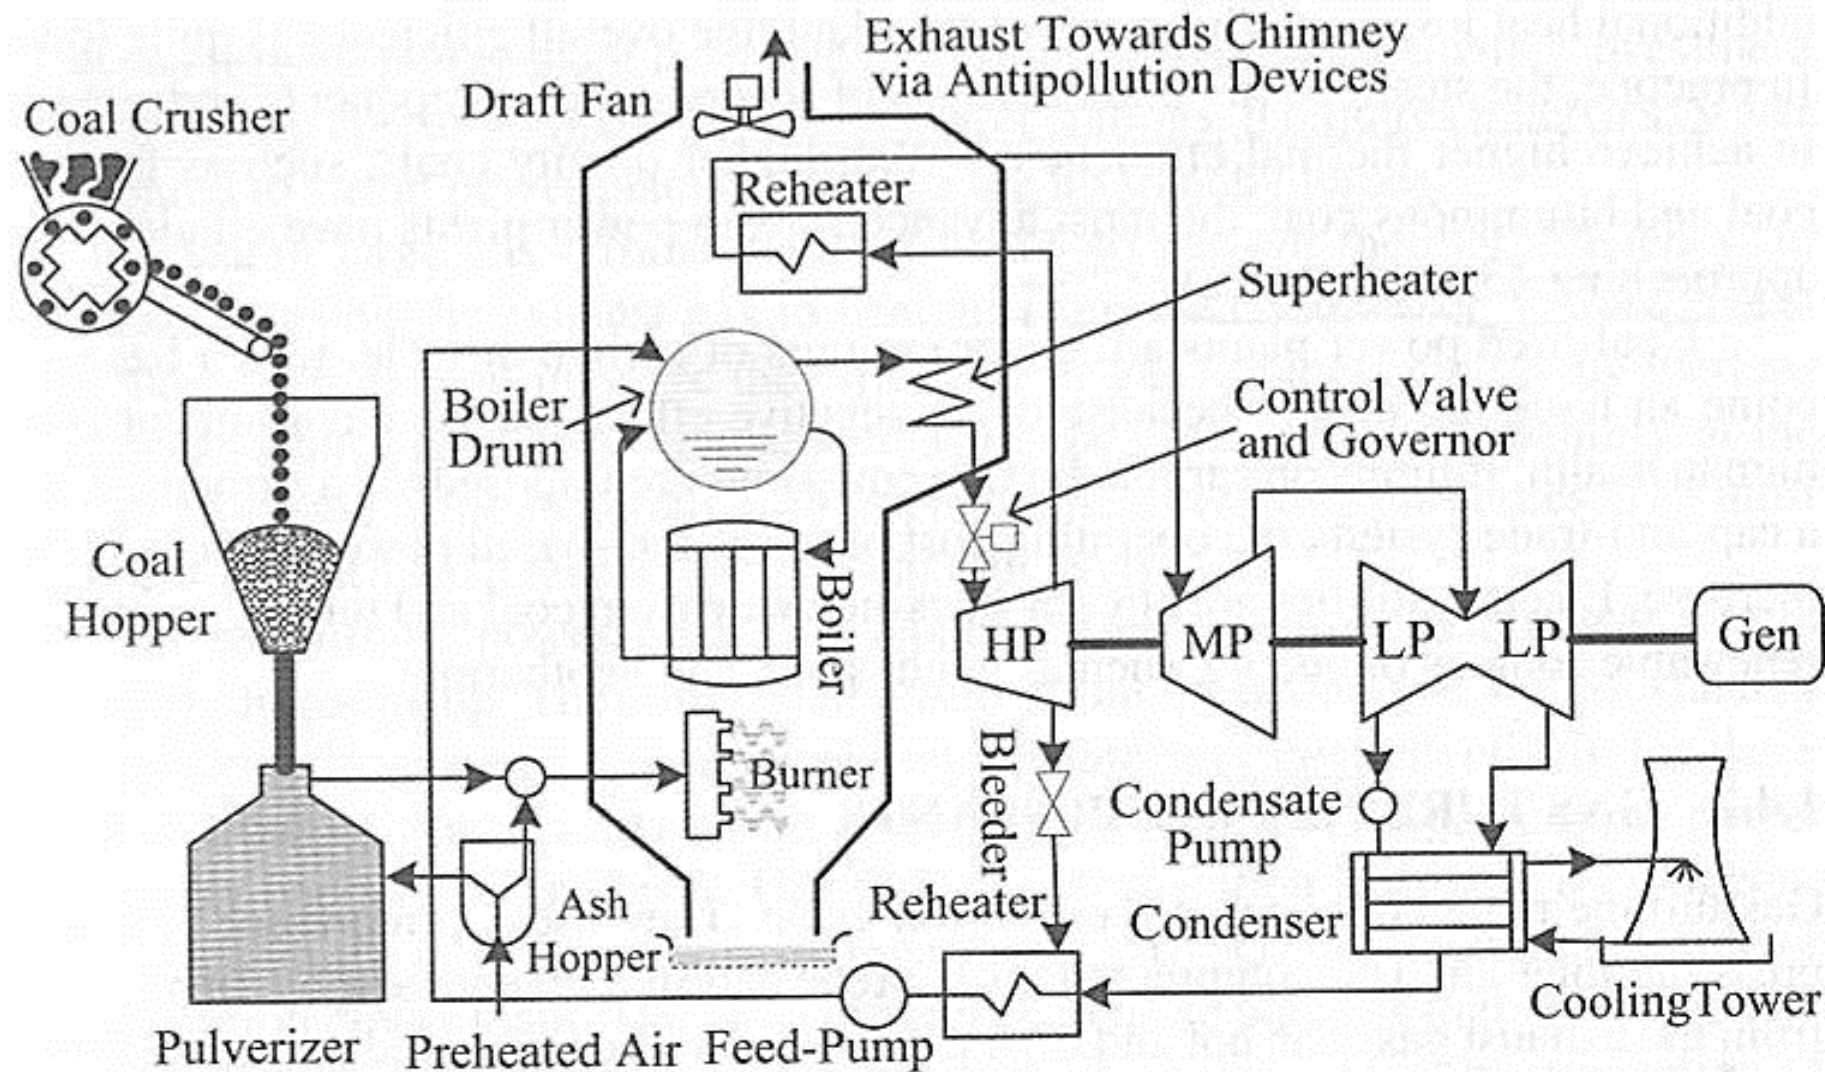 Exhaust Towards Chimney
via Antipollution Devices
Draft Fan
Coal Crusher
Reheater
Superheater
Control Valve
and Governor
Boiler
Drum
Coal
Hopper
Boiler
HP
MP
LP
LP
Gen
Burner
Bleeder
Condensate
Pump
Ash
Hopper
Reheater
Condenser
CoolingTower
Pulverizer
Preheated Air
Feed-Pump